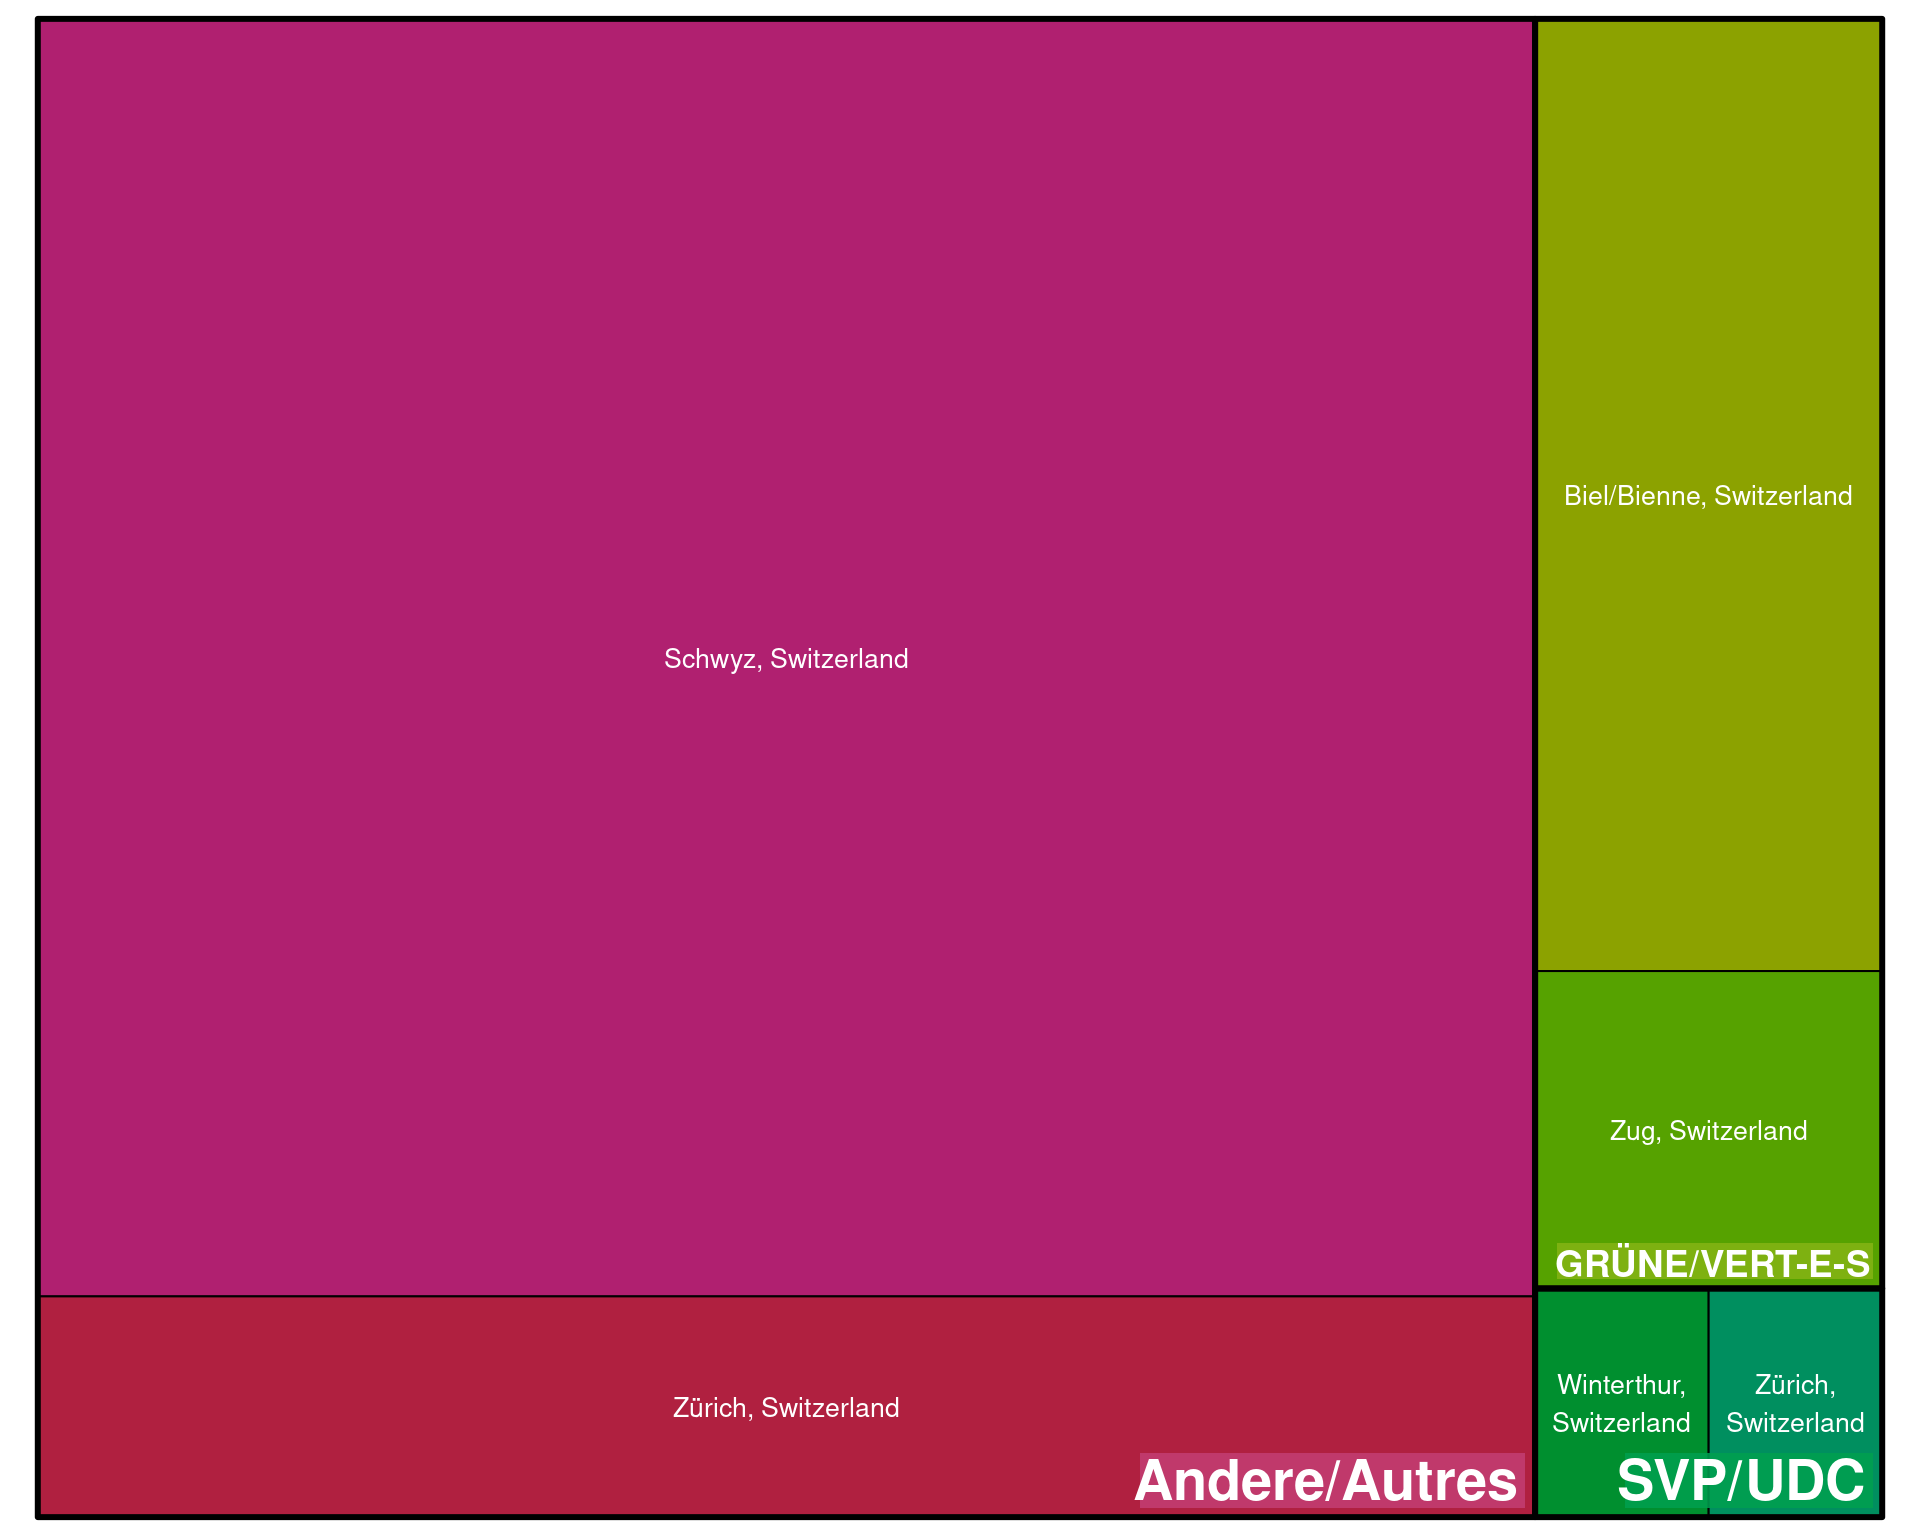 Schwyz, Switzerland
Zürich, Switzerland
Andere/Autres
Biel/Bienne, Switzerland
Zug, Switzerland
GRÜNE/VERT-E-S
Winterthur,
Switzerland
Zürich,
Switzerland
SVP/UDC